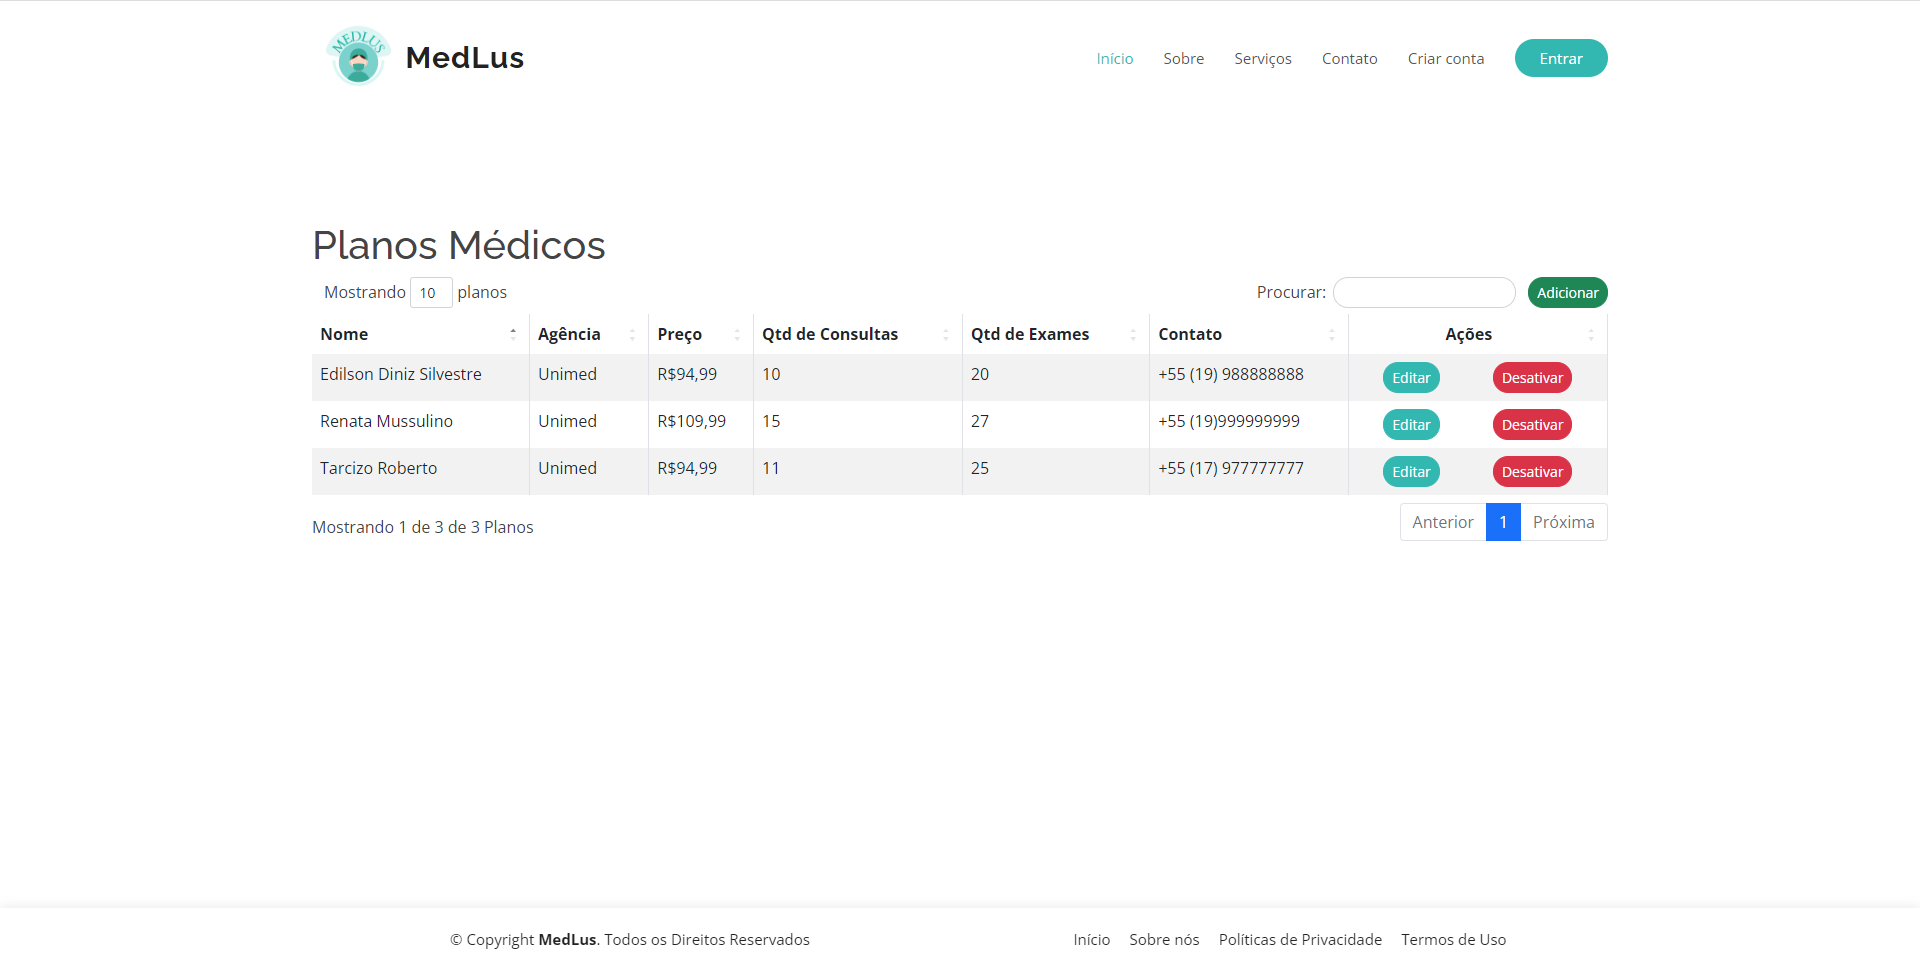 MEDLUS
MedLus
Início Sobre Serviços Contato Criar conta Entrar
Planos Médicos
Mostrando 10 planos Procurar: Adicionar
Nome Agência Preço Qtd de Consultas Qtd de Exames Contato Ações
Edilson Diniz Silvestre Unimed R$94,99 10 20 +55 (19) 988888888 Editar Desativar
Renata Mussulino Unimed R$109,99 15 27 +55 (19)999999999 Editar Desativar
Tarcizo Roberto Unimed R$94,99 11 25 +55 (17) 977777777 Editar Desativar
Mostrando 1 de 3 de 3 Planos Anterior 1 Próxima
© Copyright MedLus. Todos os Direitos Reservados Início Sobre nós Políticas de Privacidade Termos de Uso